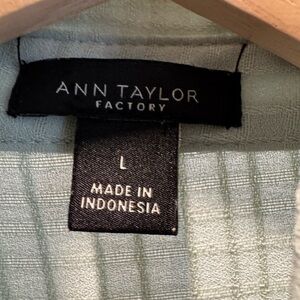 ANN TAYLOR
FACTORY
L
MADE IN
INDONESIA